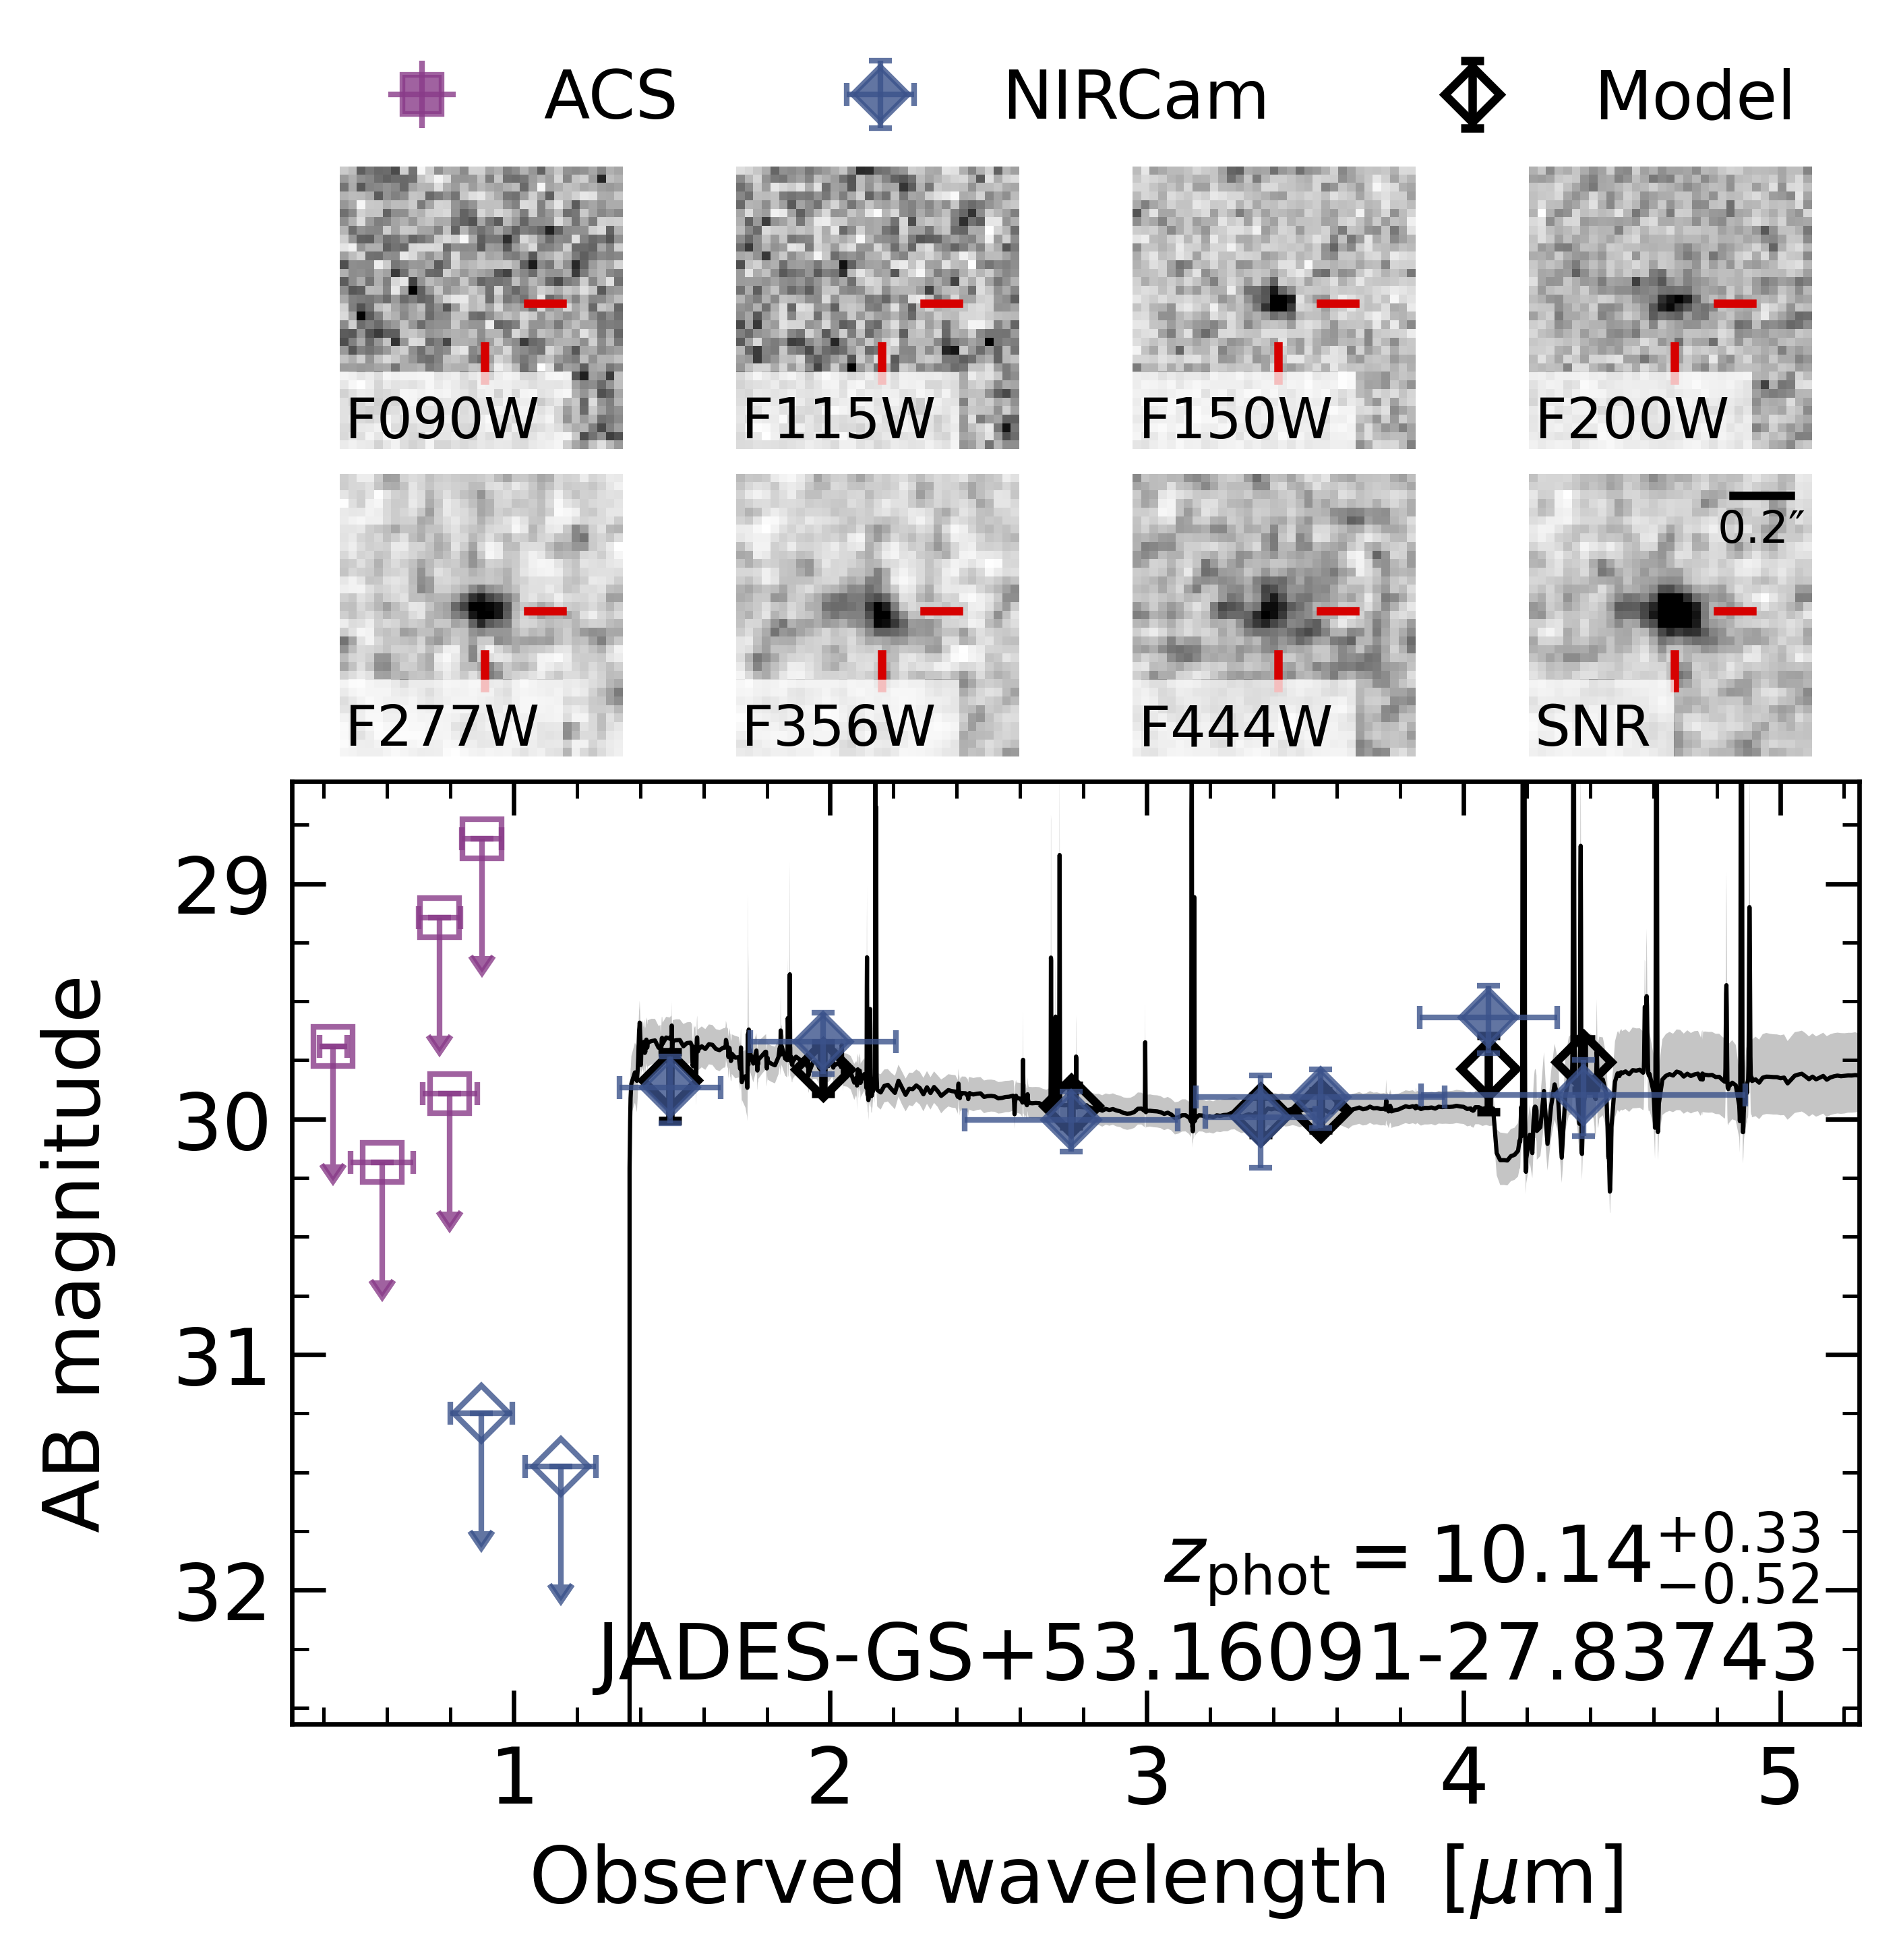 ACS NIRCam Model
F090W F115W F150W F200W
0.2″
F277W F356W F444W SNR
AB magnitude
29
30
31
32
z_phot = 10.14 +0.33 −0.52
JADES-GS+53.16091-27.83743
1 2 3 4 5
Observed wavelength [μm]